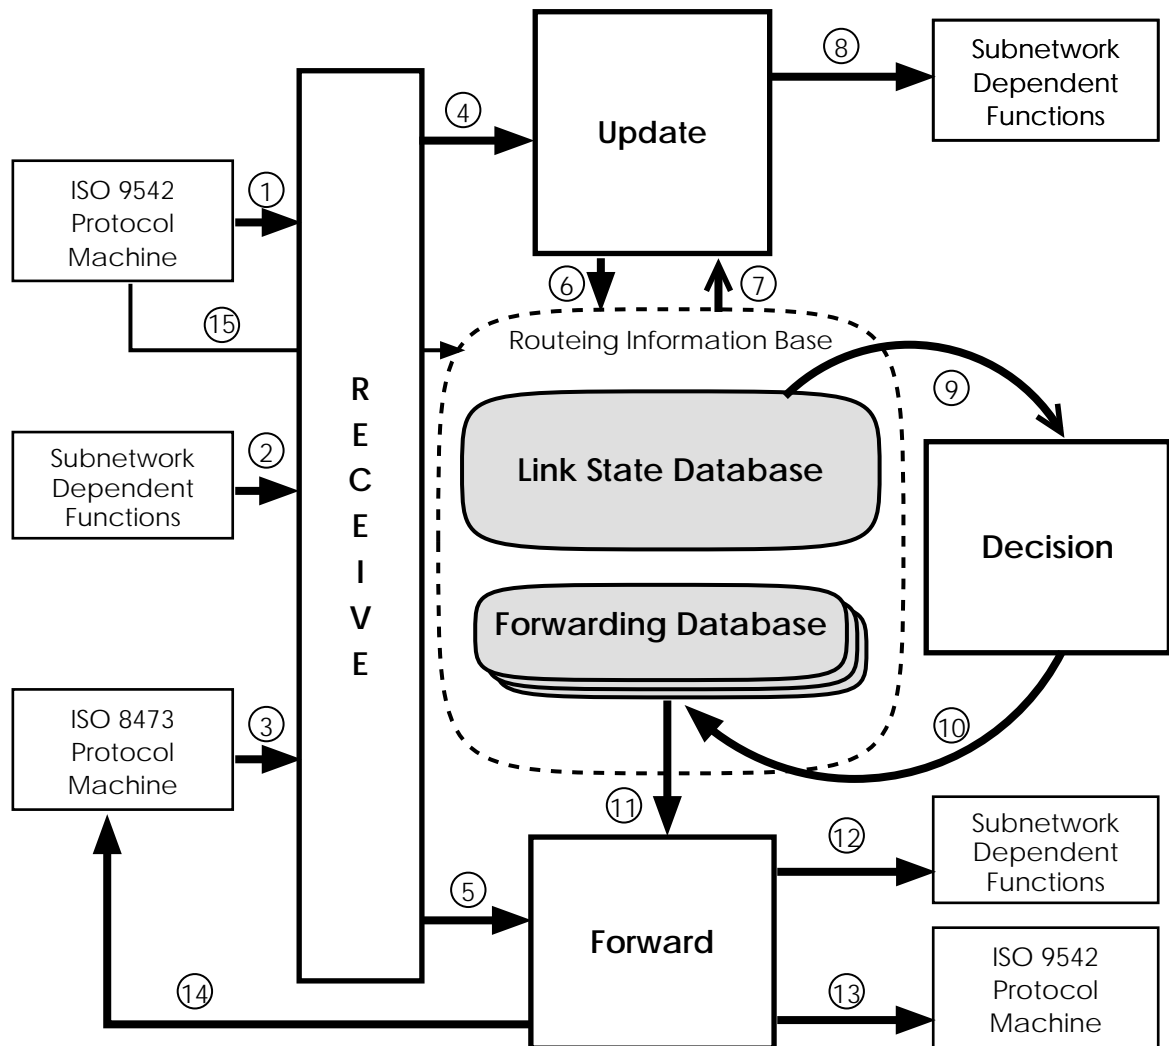 8
Subnetwork
Dependent
Functions
4
Update
ISO 9542
Protocol
Machine
1
6
7
15
Routeing Information Base
R
E
C
E
I
V
E
9
2
Subnetwork
Dependent
Functions
Link State Database
Decision
Forwarding Database
ISO 8473
Protocol
Machine
3
10
11
12
Subnetwork
Dependent
Functions
5
Forward
ISO 9542
Protocol
Machine
14
13